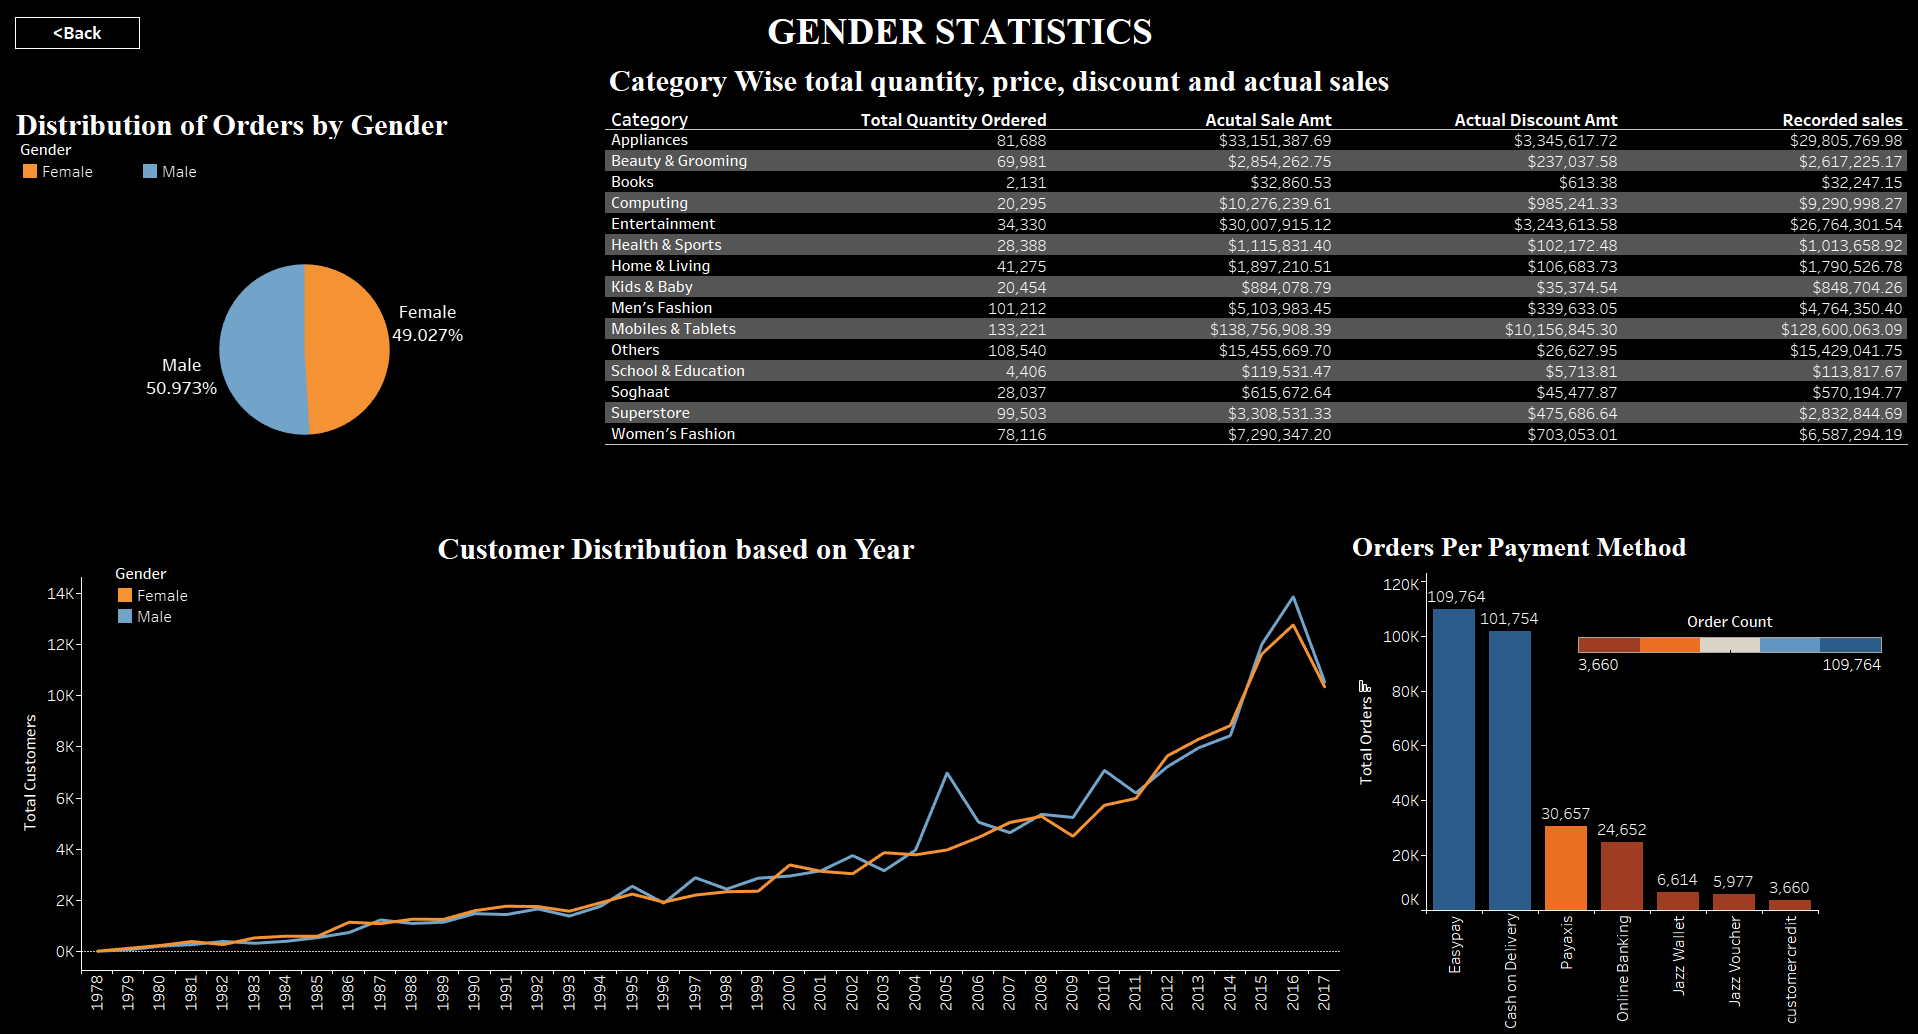 <Back
GENDER STATISTICS
Category Wise total quantity, price, discount and actual sales
Category Total Quantity Ordered Acutal Sale Amt Actual Discount Amt Recorded sales
Appliances 81,688 $33,151,387.69 $3,345,617.72 $29,805,769.98
Beauty & Grooming 69,981 $2,854,262.75 $237,037.58 $2,617,225.17
Books 2,131 $32,860.53 $613.38 $32,247.15
Computing 20,295 $10,276,239.61 $985,241.33 $9,290,998.27
Entertainment 34,330 $30,007,915.12 $3,243,613.58 $26,764,301.54
Health & Sports 28,388 $1,115,831.40 $102,172.48 $1,013,658.92
Home & Living 41,275 $1,897,210.51 $106,683.73 $1,790,526.78
Kids & Baby 20,454 $884,078.79 $35,374.54 $848,704.26
Men’s Fashion 101,212 $5,103,983.45 $339,633.05 $4,764,350.40
Mobiles & Tablets 133,221 $138,756,908.39 $10,156,845.30 $128,600,063.09
Others 108,540 $15,455,669.70 $26,627.95 $15,429,041.75
School & Education 4,406 $119,531.47 $5,713.81 $113,817.67
Soghaat 28,037 $615,672.64 $45,477.87 $570,194.77
Superstore 99,503 $3,308,531.33 $475,686.64 $2,832,844.69
Women’s Fashion 78,116 $7,290,347.20 $703,053.01 $6,587,294.19
Distribution of Orders by Gender
Gender
Female Male
Female
49.027%
Male
50.973%
Customer Distribution based on Year
Gender
Female
Male
Total Customers
14K
12K
10K
8K
6K
4K
2K
0K
1978 1979 1980 1981 1982 1983 1984 1985 1986 1987 1988 1989 1990 1991 1992 1993 1994 1995 1996 1997 1998 1999 2000 2001 2002 2003 2004 2005 2006 2007 2008 2009 2010 2011 2012 2013 2014 2015 2016 2017
Orders Per Payment Method
Order Count
3,660 109,764
Total Orders
120K
100K
80K
60K
40K
20K
0K
109,764 101,754 30,657 24,652 6,614 5,977 3,660
Easypay Cash on Delivery Payaxis Online Banking Jazz Wallet Jazz Voucher customercredit